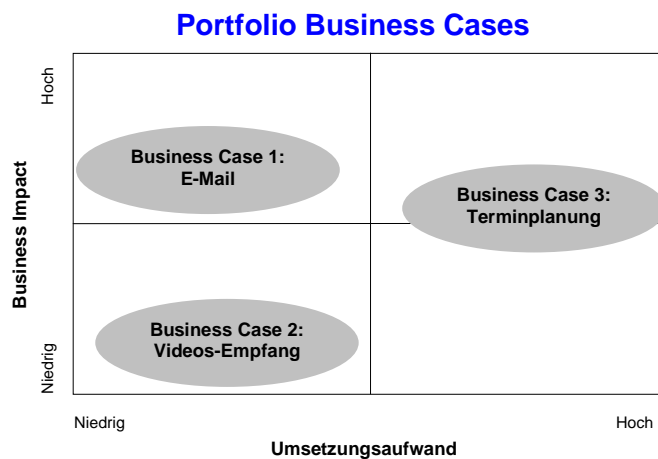 Portfolio Business Cases
Hoch
Business Impact
Niedrig
Business Case 1:
E-Mail
Business Case 3:
Terminplanung
Business Case 2:
Videos-Empfang
Niedrig
Hoch
Umsetzungsaufwand